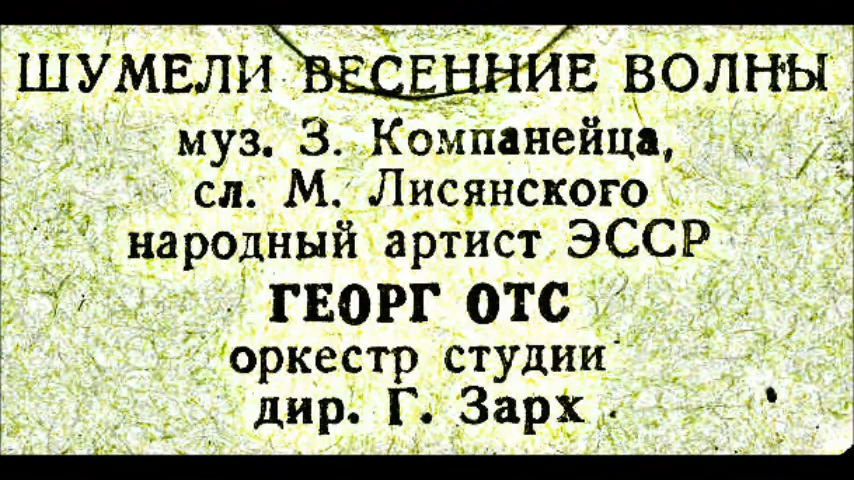 ШУМЕЛИ ВЕСЕННИЕ ВОЛНЫ
муз. З. Компанейца,
сл. М. Лисянского
народный артист ЭССР
ГЕОРГ ОТС
оркестр студии
дир. Г. Зарх